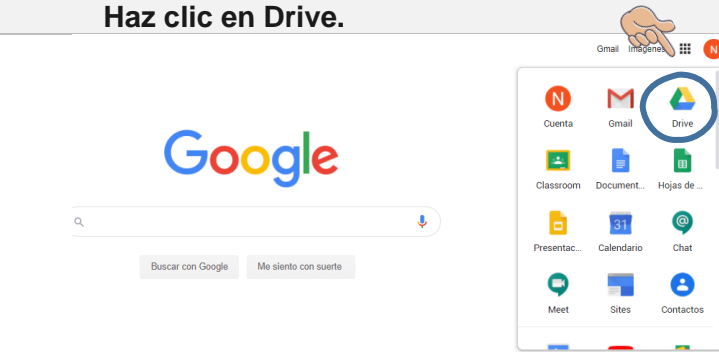 Haz clic en Drive.
Gmail Imágenes N
Google
Buscar con Google Me siento con suerte
N
Cuenta Gmail Drive
Classroom Document... Hojas de ...
31 @
Presentac... Calendario Chat
Meet Sites Contactos